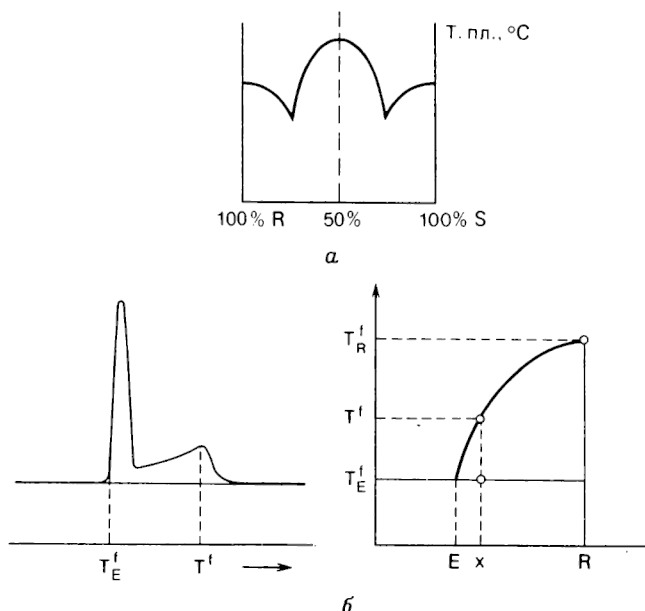 Т. пл., °C
100% R 50% 100% S
а
T_R^f
T^f
T_E^f
T_E^f T^f
E x R
б